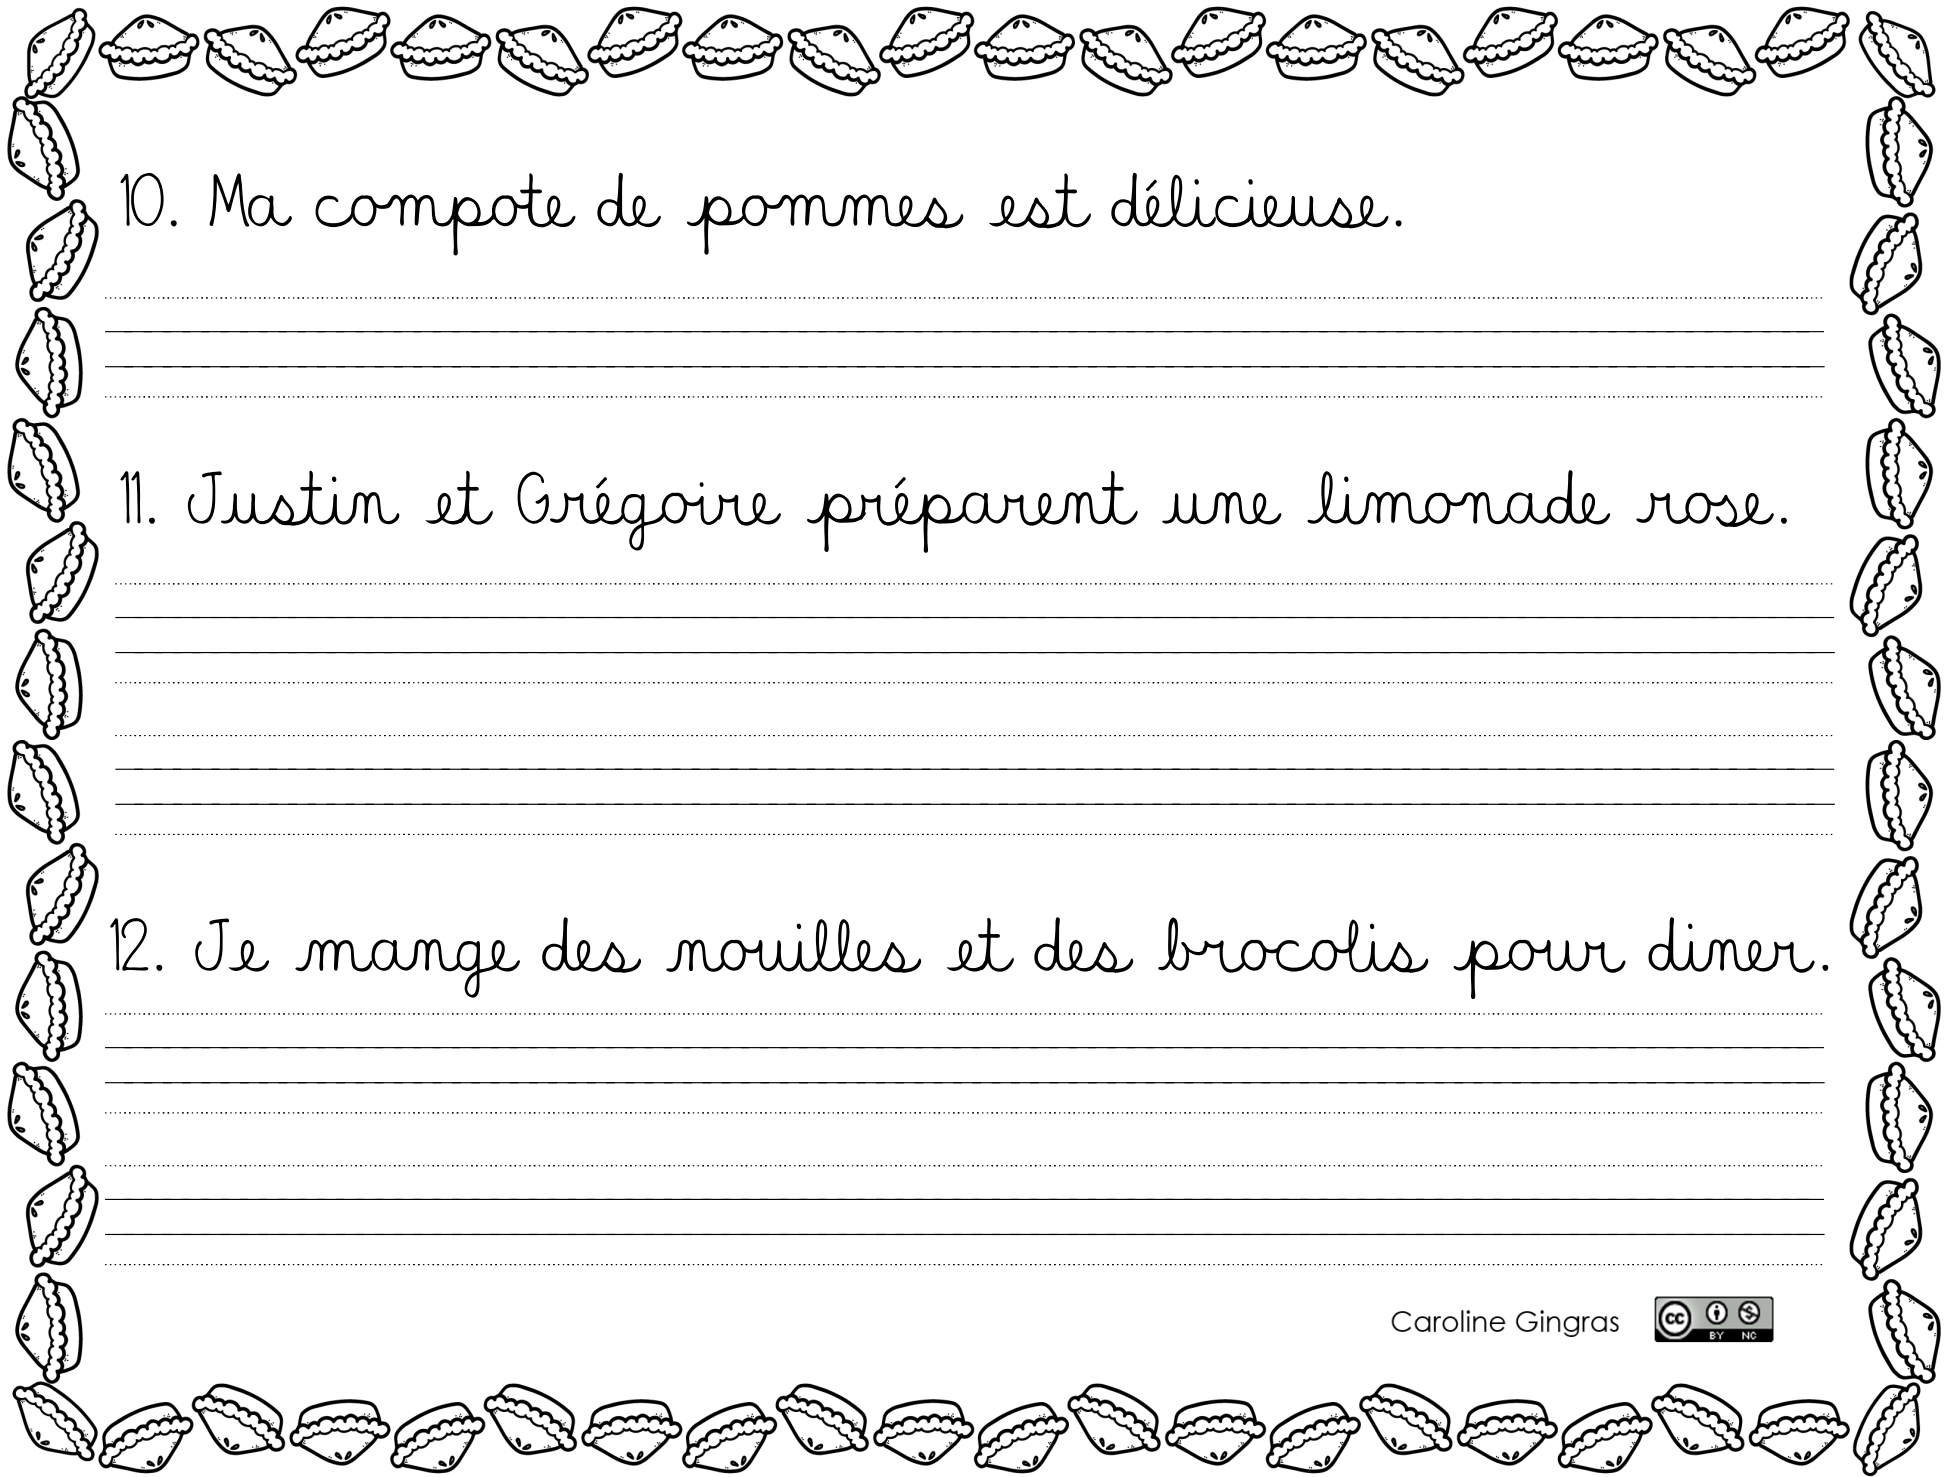 10. Ma compote de pommes est délicieuse.
11. Justin et Grégoire préparent une limonade rose.
12. Je mange des nouilles et des brocolis pour diner.
Caroline Gingras
cc
BY NC